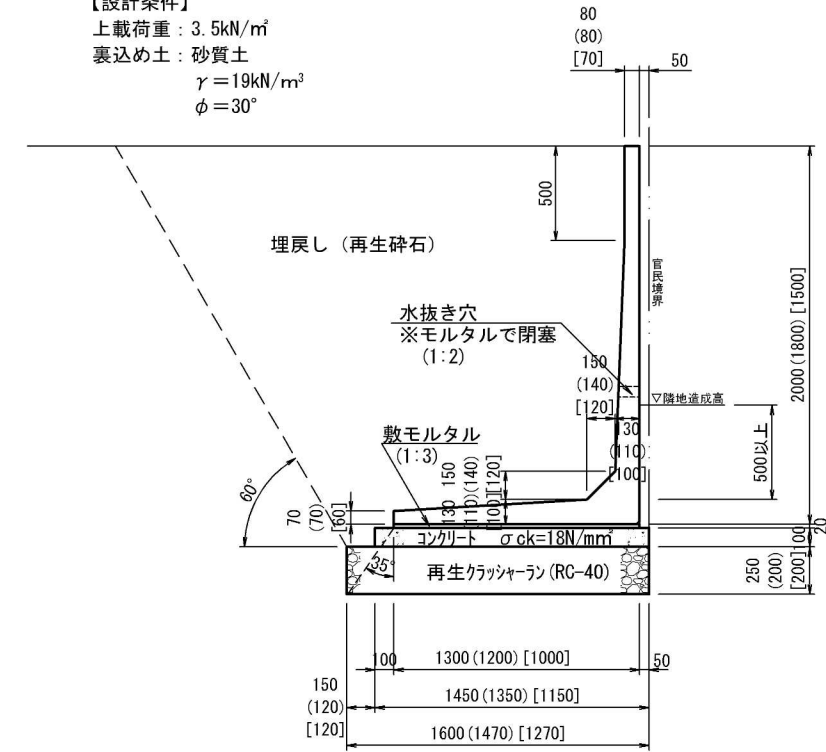 【設計条件】
上載荷重：3.5kN/㎡
裏込め土：砂質土
γ＝19kN/m³
φ＝30°
80
(80)
[70]
50
500
埋戻し（再生砕石）
官民境界
2000(1800)[1500]
水抜き穴
※モルタルで閉塞
(1:2)
150
(140)
[120]
▽隣地造成高
130
(110)
[100]
500以上
敷モルタル
(1:3)
150
(140)
[120]
130
(110)
[100]
60°
70
(70)
[60]
20
コンクリート σck=18N/mm²
100
35°
再生クラッシャーラン(RC-40)
250
(200)
[200]
100
1300(1200)[1000]
50
150
(120)
[120]
1450(1350)[1150]
1600(1470)[1270]